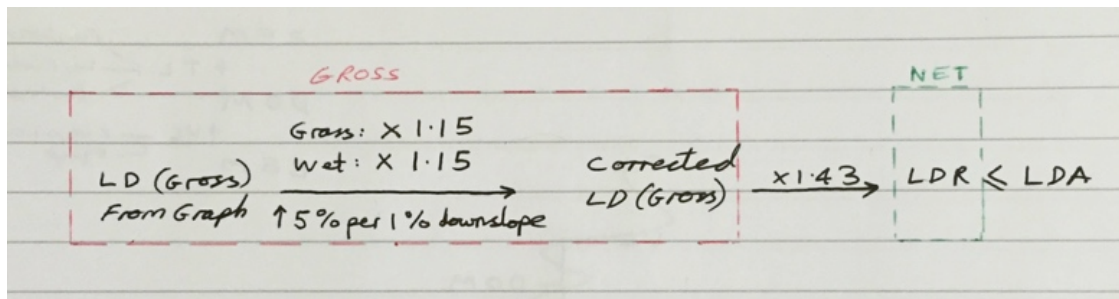 GROSS
NET
Grass: × 1.15
Wet: × 1.15
LD (Gross)
From Graph
↑ 5% per 1% downslope
Corrected
LD (Gross)
×1.43
LDR ≤ LDA